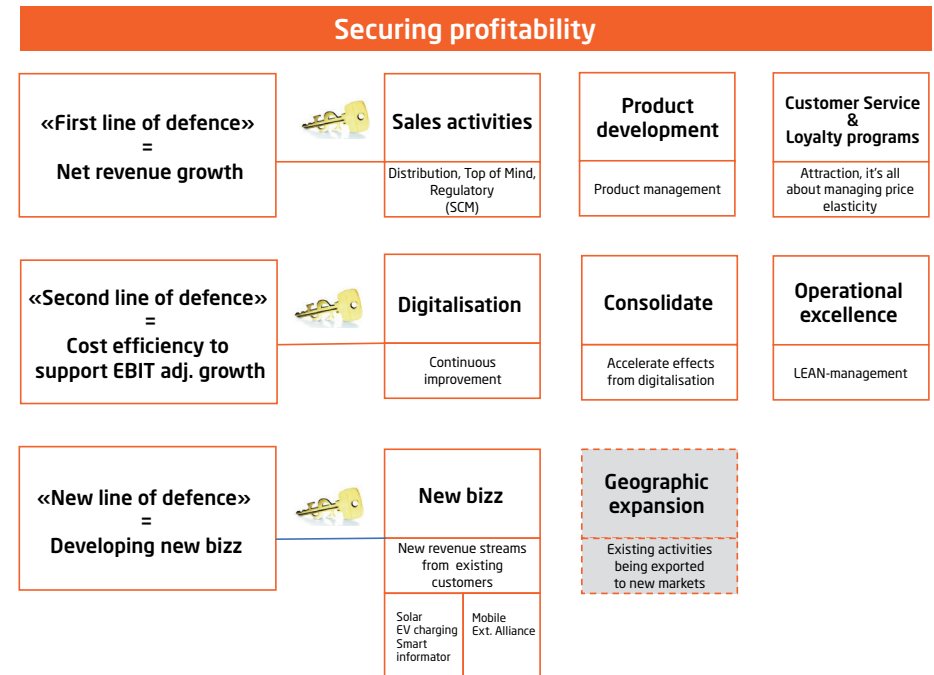 Securing profitability
«First line of defence»
=
Net revenue growth
Sales activities
Distribution, Top of Mind,
Regulatory
(SCM)
Product
development
Product management
Customer Service
&
Loyalty programs
Attraction, it's all
about managing price
elasticity
«Second line of defence»
=
Cost efficiency to
support EBIT adj. growth
Digitalisation
Continuous
improvement
Consolidate
Accelerate effects
from digitalisation
Operational
excellence
LEAN-management
«New line of defence»
=
Developing new bizz
New bizz
New revenue streams
from existing
customers
Solar
EV charging
Smart
informator
Mobile
Ext. Alliance
Geographic
expansion
Existing activities
being exported
to new markets